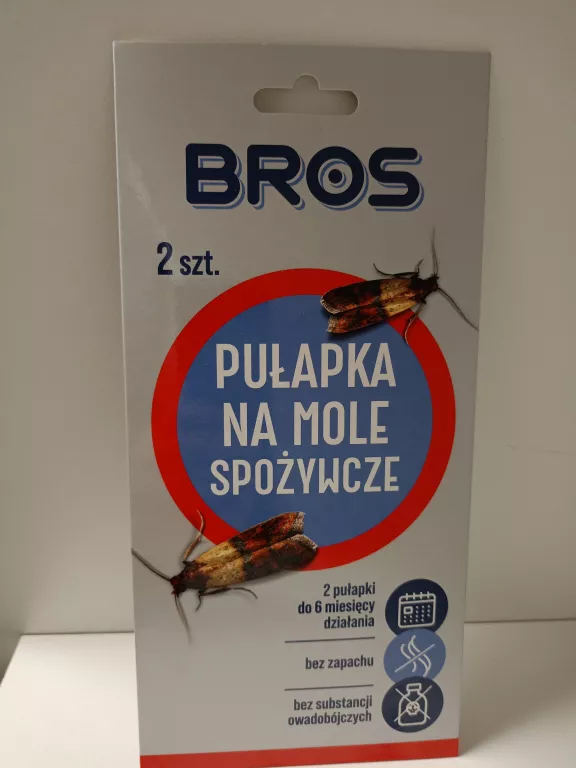 BROS
2 szt.
PUŁAPKA
NA MOLE
SPOŻYWCZE
2 pułapki
do 6 miesięcy
działania
bez zapachu
bez substancji
owadobójczych